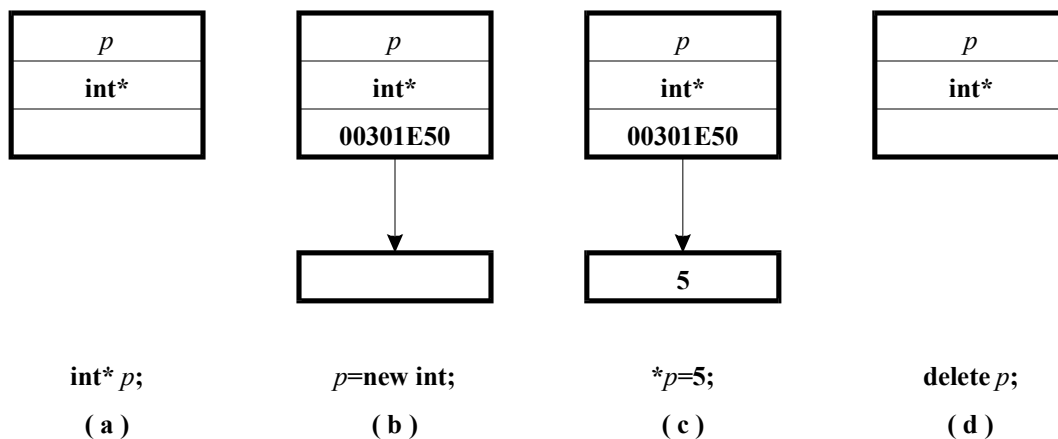 p p p p
int* int* int* int*
00301E50 00301E50
5
int* p; p=new int; *p=5; delete p;
( a ) ( b ) ( c ) ( d )